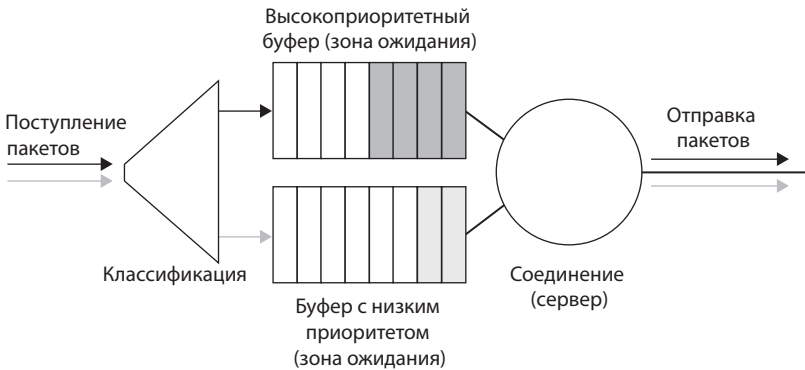 Высокоприоритетный
буфер (зона ожидания)
Поступление
пакетов
Отправка
пакетов
Классификация
Соединение
(сервер)
Буфер с низким
приоритетом
(зона ожидания)